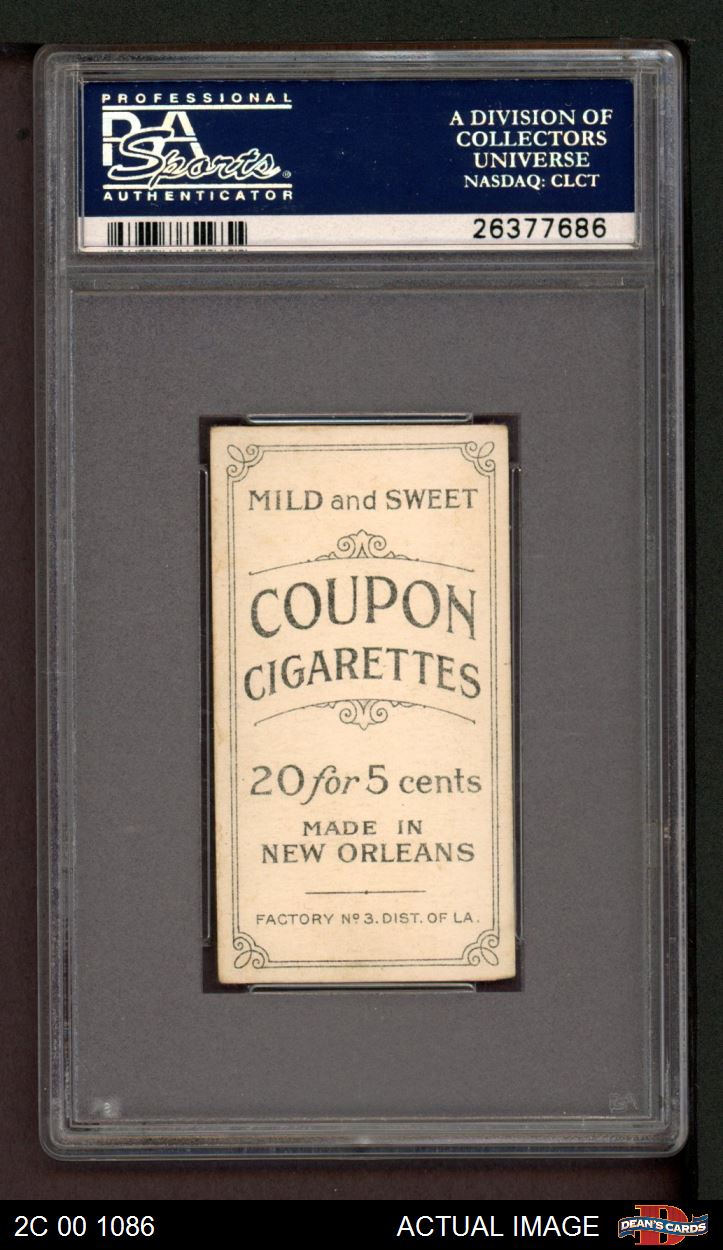 PROFESSIONAL
PSA
Sports®
AUTHENTICATOR
A DIVISION OF
COLLECTORS
UNIVERSE
NASDAQ: CLCT
26377686
MILD and SWEET
COUPON
CIGARETTES
20 for 5 cents
MADE IN
NEW ORLEANS
FACTORY Nº 3. DIST. OF LA.
PSA
2C 00 1086
ACTUAL IMAGE
DEAN'S CARDS